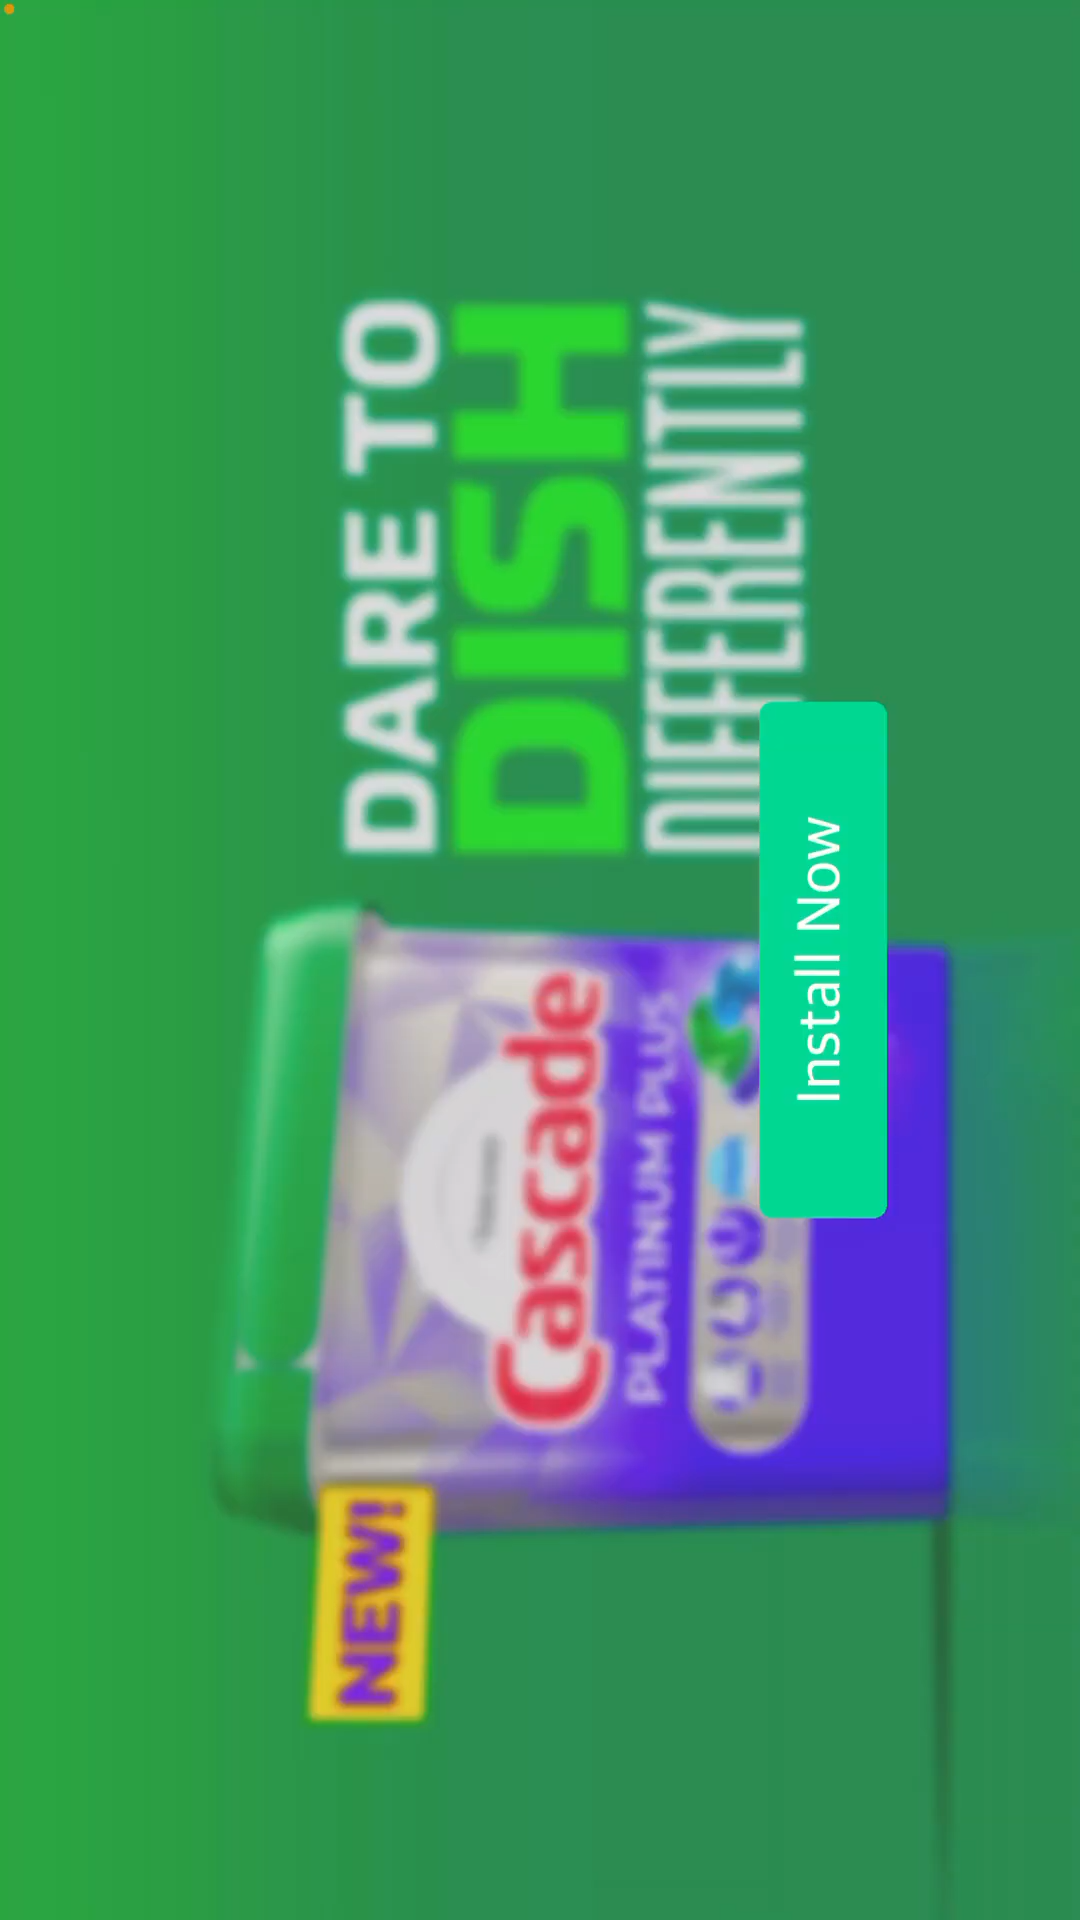 DARE TO
DISH
DIFFERENTLY
NEW!
Cascade
PLATINUM PLUS
Install Now